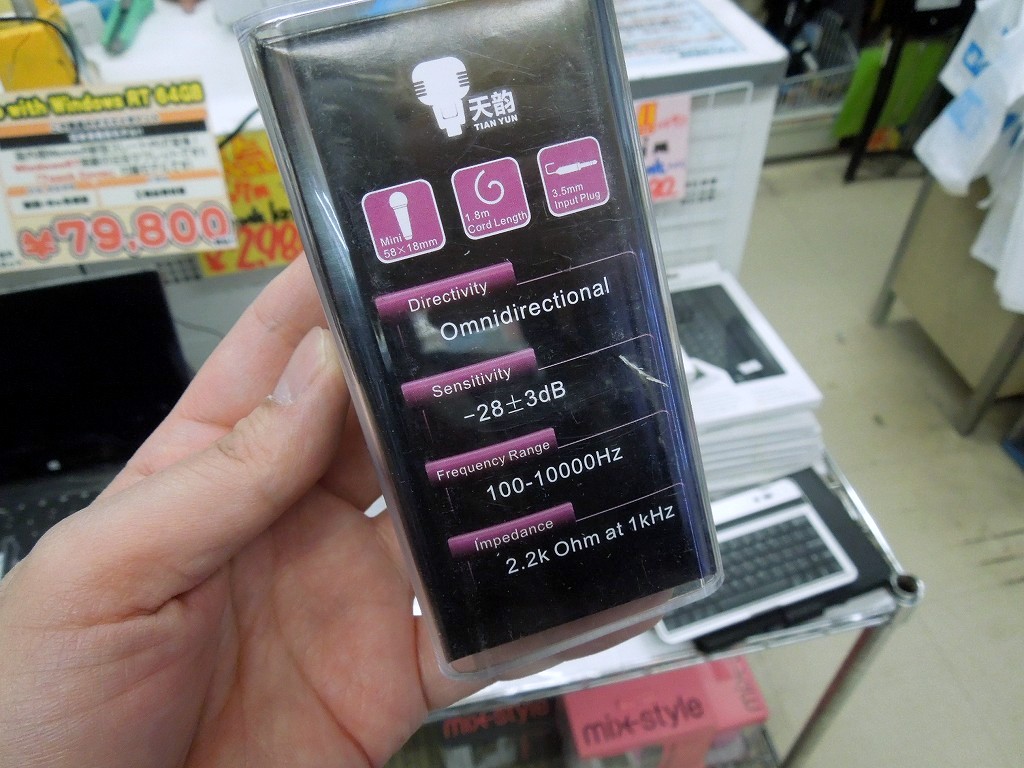 天韵
TIAN YUN
Mini
58×18mm
1.8m
Cord Length
3.5mm
Input Plug
Directivity
Omnidirectional
Sensitivity
-28±3dB
Frequency Range
100-10000Hz
Impedance
2.2k Ohm at 1kHz
with Windows RT 64GB
¥79,800
mix-style
mix-style